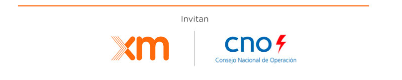 Invitan
xm
cno
Consejo Nacional de Operación